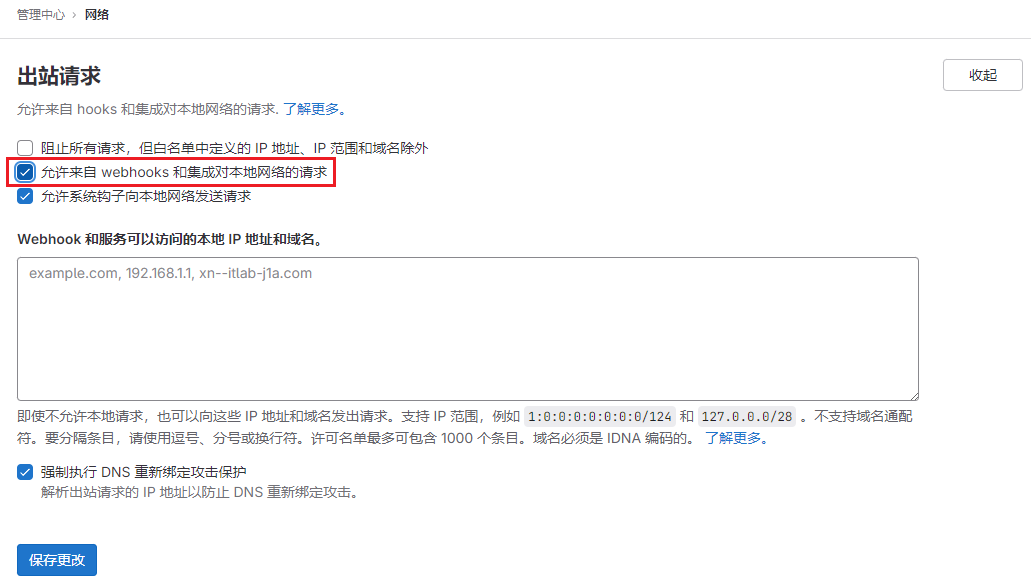 管理中心 › 网络
出站请求
收起
允许来自 hooks 和集成对本地网络的请求. 了解更多。
阻止所有请求，但白名单中定义的 IP 地址、IP 范围和域名除外
允许来自 webhooks 和集成对本地网络的请求
允许系统钩子向本地网络发送请求
Webhook 和服务可以访问的本地 IP 地址和域名。
example.com, 192.168.1.1, xn--itlab-j1a.com
即使不允许本地请求，也可以向这些 IP 地址和域名发出请求。支持 IP 范围，例如 1:0:0:0:0:0:0:0/124 和 127.0.0.0/28 。不支持域名通配
符。要分隔条目，请使用逗号、分号或换行符。许可名单最多可包含 1000 个条目。域名必须是 IDNA 编码的。 了解更多。
强制执行 DNS 重新绑定攻击保护
解析出站请求的 IP 地址以防止 DNS 重新绑定攻击。
保存更改